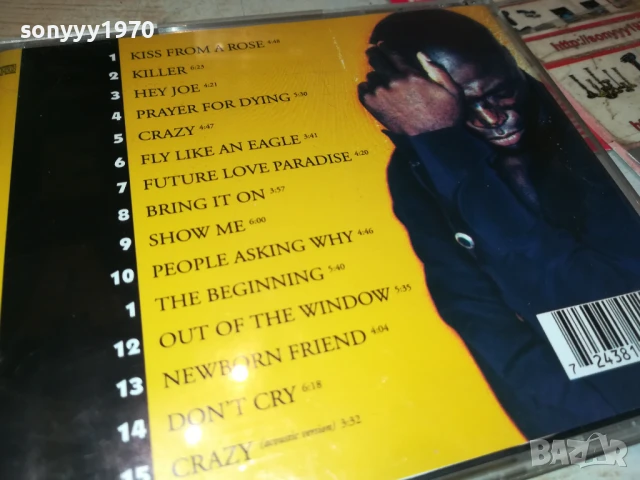 sonyyy1970
1 KISS FROM A ROSE 4:48
2 KILLER 6:23
3 HEY JOE 4:21
4 PRAYER FOR DYING 5:30
5 CRAZY 4:47
6 FLY LIKE AN EAGLE 3:41
7 FUTURE LOVE PARADISE 4:20
8 BRING IT ON 3:57
9 SHOW ME 6:00
10 PEOPLE ASKING WHY 4:46
1 THE BEGINNING 5:40
12 OUT OF THE WINDOW 5:35
13 NEWBORN FRIEND 4:04
14 DON'T CRY 6:18
15 CRAZY (acoustic version) 3:32
7 24381
BAZAR